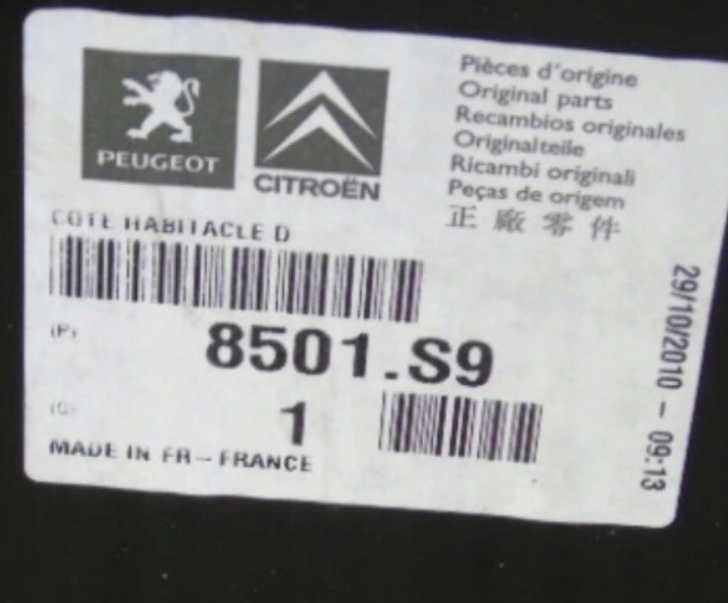 PEUGEOT
CITROËN
Pièces d'origine
Original parts
Recambios originales
Originalteile
Ricambi originali
Peças de origem
正廠零件
COTE HABITACLE D
(P)
8501.S9
(Q)
1
MADE IN FR - FRANCE
29/10/2010 - 09:13